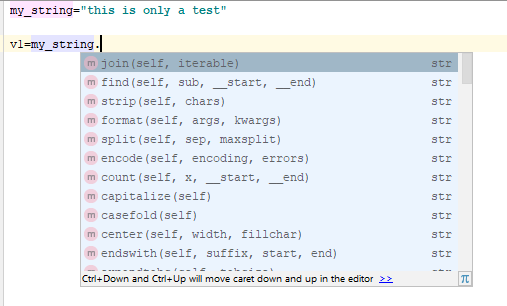 my_string="this is only a test"
v1=my_string.
m join(self, iterable) str
m find(self, sub, __start, __end) str
m strip(self, chars) str
m format(self, args, kwargs) str
m split(self, sep, maxsplit) str
m encode(self, encoding, errors) str
m count(self, x, __start, __end) str
m capitalize(self) str
m casefold(self) str
m center(self, width, fillchar) str
m endswith(self, suffix, start, end) str
Ctrl+Down and Ctrl+Up will move caret down and up in the editor >> π